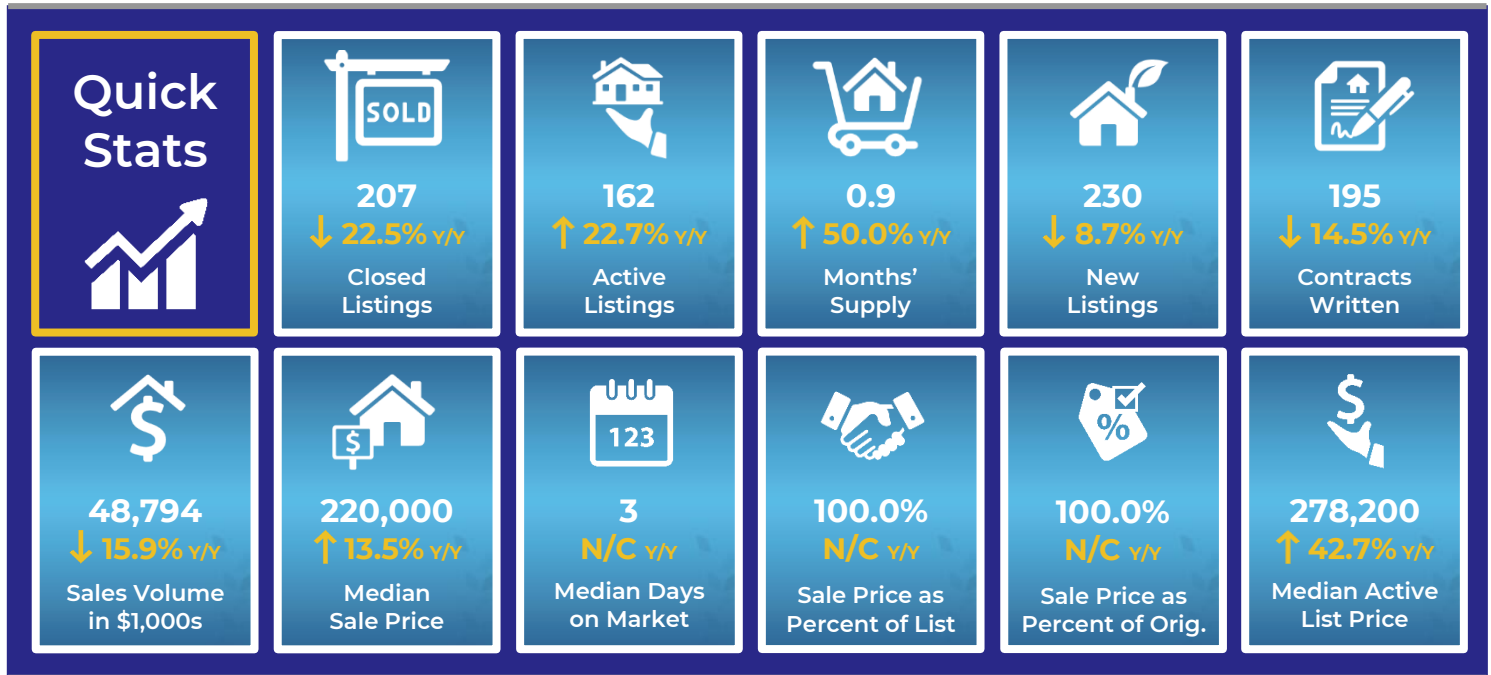 Quick
Stats
SOLD
207
↓ 22.5% Y/Y
Closed
Listings
162
↑ 22.7% Y/Y
Active
Listings
0.9
↑ 50.0% Y/Y
Months’
Supply
230
↓ 8.7% Y/Y
New
Listings
195
↓ 14.5% Y/Y
Contracts
Written
$
48,794
↓ 15.9% Y/Y
Sales Volume
in $1,000s
$
220,000
↑ 13.5% Y/Y
Median
Sale Price
123
3
N/C Y/Y
Median Days
on Market
100.0%
N/C Y/Y
Sale Price as
Percent of List
%
100.0%
N/C Y/Y
Sale Price as
Percent of Orig.
$
278,200
↑ 42.7% Y/Y
Median Active
List Price